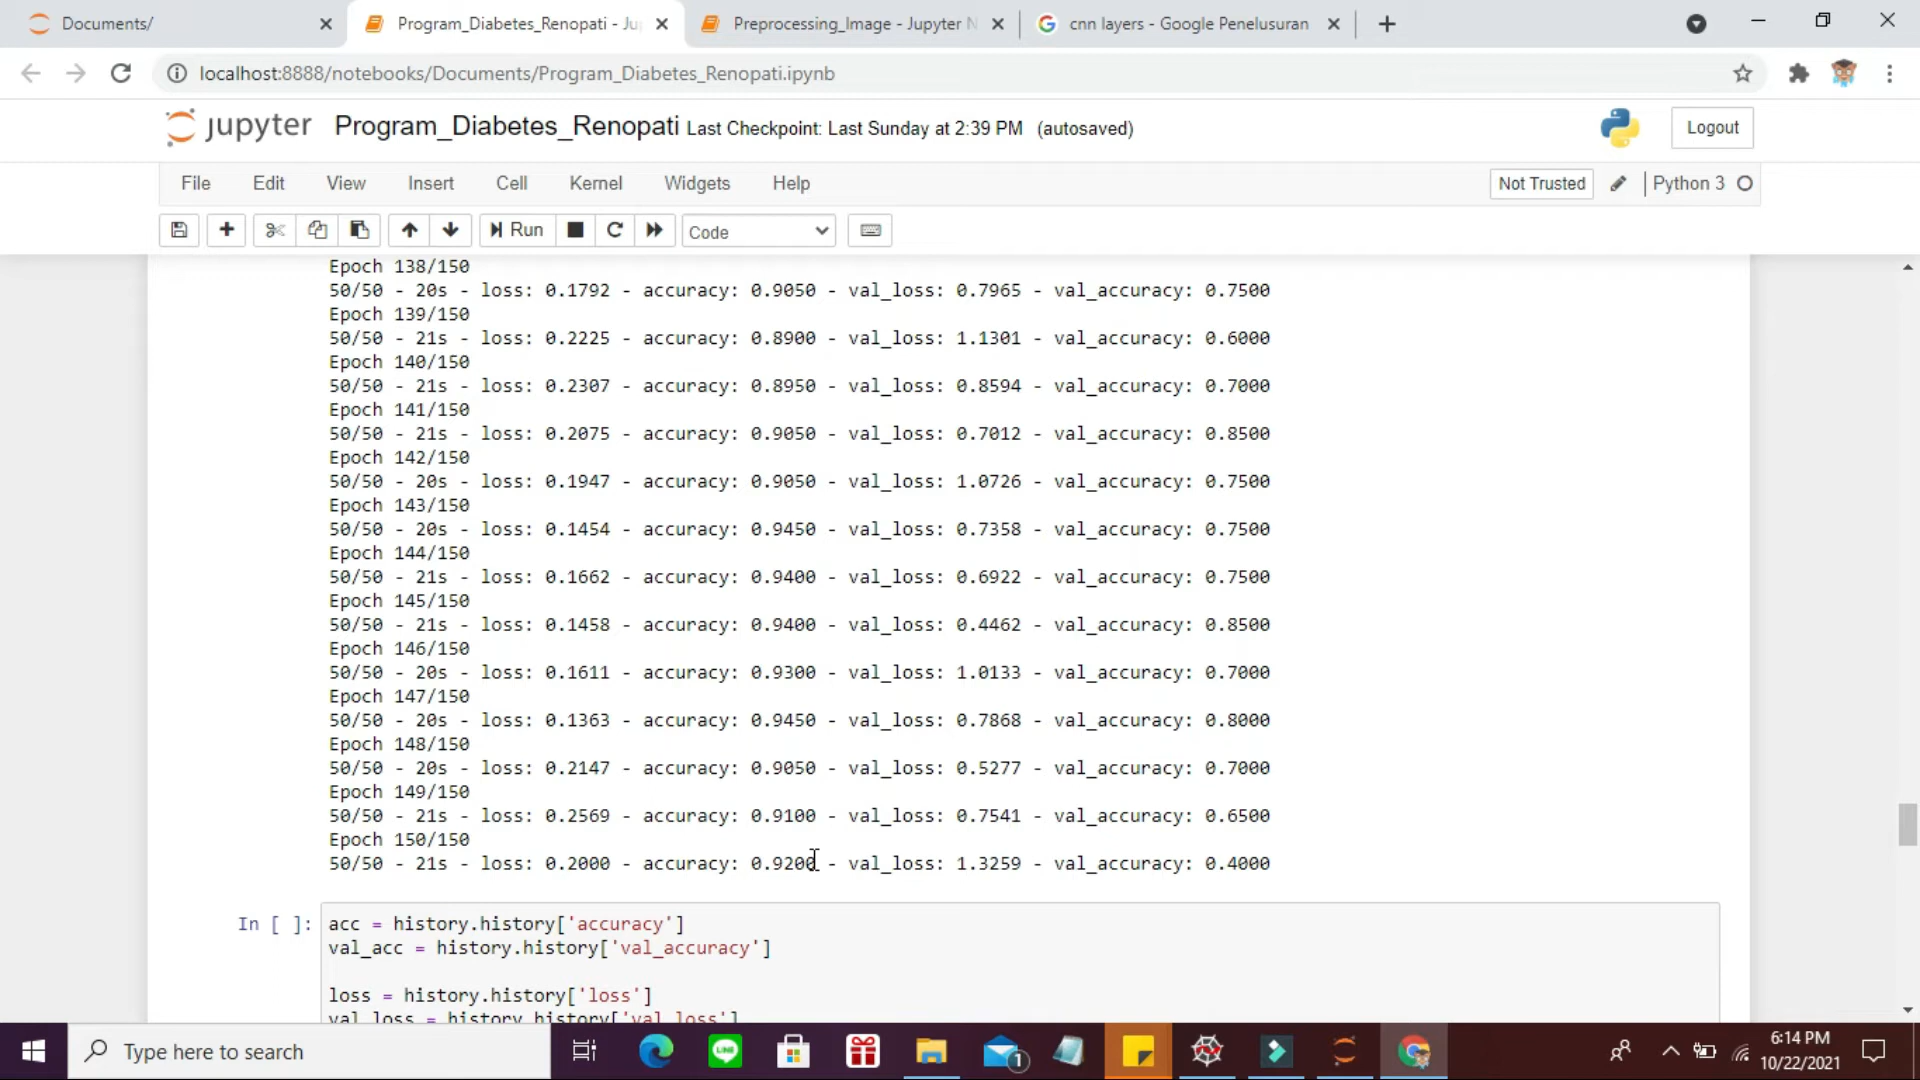 Documents/
Program_Diabetes_Renopati - Ju
Preprocessing_Image - Jupyter N
cnn layers - Google Penelusuran
localhost:8888/notebooks/Documents/Program_Diabetes_Renopati.ipynb
jupyter Program_Diabetes_Renopati Last Checkpoint: Last Sunday at 2:39 PM (autosaved)
Logout
File Edit View Insert Cell Kernel Widgets Help
Not Trusted
Python 3
Run
Code
Epoch 138/150
50/50 - 20s - loss: 0.1792 - accuracy: 0.9050 - val_loss: 0.7965 - val_accuracy: 0.7500
Epoch 139/150
50/50 - 21s - loss: 0.2225 - accuracy: 0.8900 - val_loss: 1.1301 - val_accuracy: 0.6000
Epoch 140/150
50/50 - 21s - loss: 0.2307 - accuracy: 0.8950 - val_loss: 0.8594 - val_accuracy: 0.7000
Epoch 141/150
50/50 - 21s - loss: 0.2075 - accuracy: 0.9050 - val_loss: 0.7012 - val_accuracy: 0.8500
Epoch 142/150
50/50 - 20s - loss: 0.1947 - accuracy: 0.9050 - val_loss: 1.0726 - val_accuracy: 0.7500
Epoch 143/150
50/50 - 20s - loss: 0.1454 - accuracy: 0.9450 - val_loss: 0.7358 - val_accuracy: 0.7500
Epoch 144/150
50/50 - 21s - loss: 0.1662 - accuracy: 0.9400 - val_loss: 0.6922 - val_accuracy: 0.7500
Epoch 145/150
50/50 - 21s - loss: 0.1458 - accuracy: 0.9400 - val_loss: 0.4462 - val_accuracy: 0.8500
Epoch 146/150
50/50 - 20s - loss: 0.1611 - accuracy: 0.9300 - val_loss: 1.0133 - val_accuracy: 0.7000
Epoch 147/150
50/50 - 20s - loss: 0.1363 - accuracy: 0.9450 - val_loss: 0.7868 - val_accuracy: 0.8000
Epoch 148/150
50/50 - 20s - loss: 0.2147 - accuracy: 0.9050 - val_loss: 0.5277 - val_accuracy: 0.7000
Epoch 149/150
50/50 - 21s - loss: 0.2569 - accuracy: 0.9100 - val_loss: 0.7541 - val_accuracy: 0.6500
Epoch 150/150
50/50 - 21s - loss: 0.2000 - accuracy: 0.9200 - val_loss: 1.3259 - val_accuracy: 0.4000
In [ ]: acc = history.history['accuracy']
val_acc = history.history['val_accuracy']
loss = history.history['loss']
val_loss = history.history['val_loss']
Type here to search
LINE
1
6:14 PM
10/22/2021